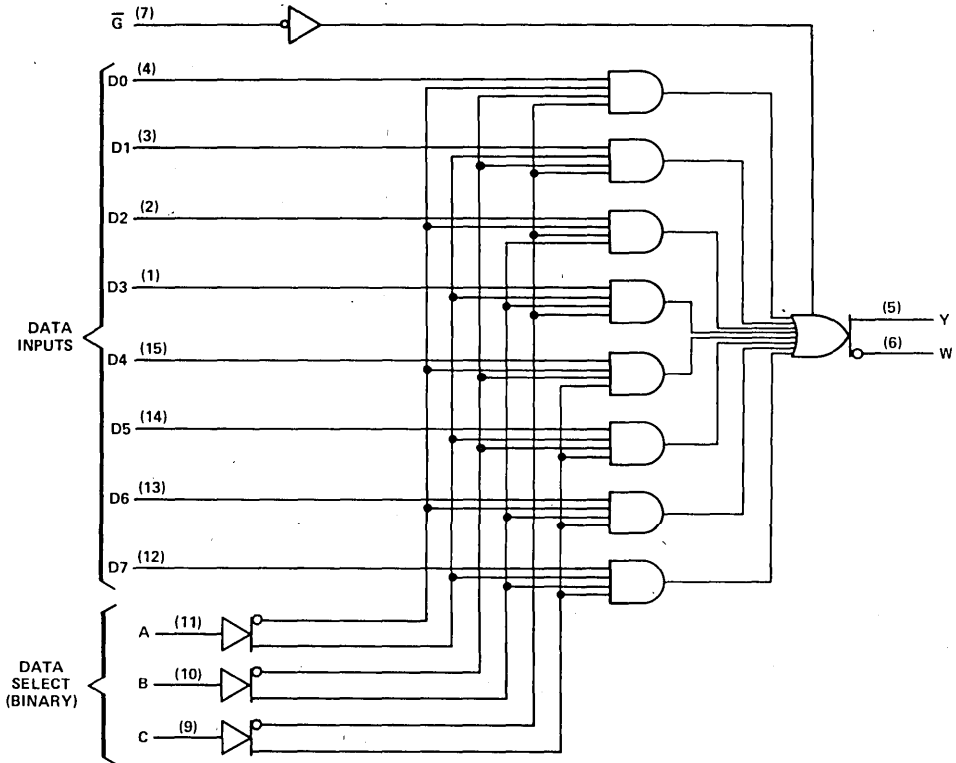 G̅ (7)
D0 (4)
D1 (3)
D2 (2)
D3 (1)
DATA
INPUTS
D4 (15)
D5 (14)
D6 (13)
D7 (12)
(5) Y
(6) W
A (11)
DATA
SELECT
(BINARY)
B (10)
C (9)